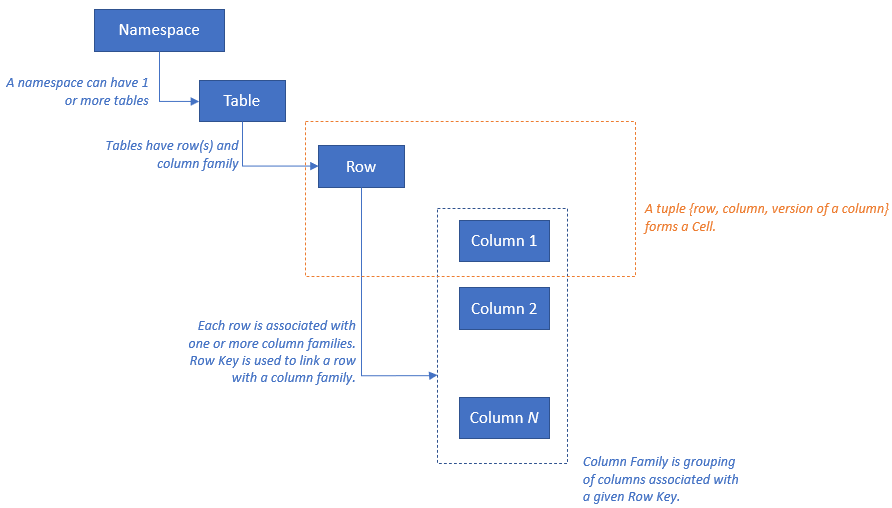 Namespace
A namespace can have 1
or more tables
Table
Tables have row(s) and
column family
Row
A tuple {row, column, version of a column}
forms a Cell.
Column 1
Column 2
Each row is associated with
one or more column families.
Row Key is used to link a row
with a column family.
Column N
Column Family is grouping
of columns associated with
a given Row Key.